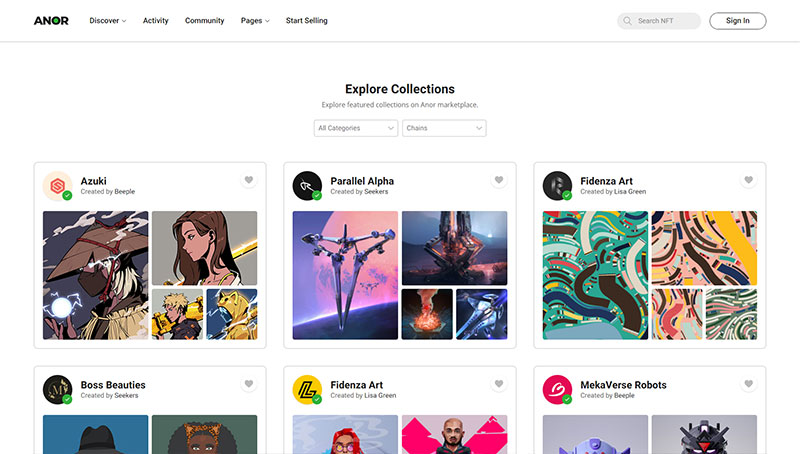 ANOR
Discover
Activity
Community
Pages
Start Selling
Search NFT
Sign In
Explore Collections
Explore featured collections on Anor marketplace.
All Categories
Chains
Azuki
Created by Beeple
Parallel Alpha
Created by Seekers
Fidenza Art
Created by Lisa Green
Boss Beauties
Created by Seekers
Fidenza Art
Created by Lisa Green
MekaVerse Robots
Created by Beeple